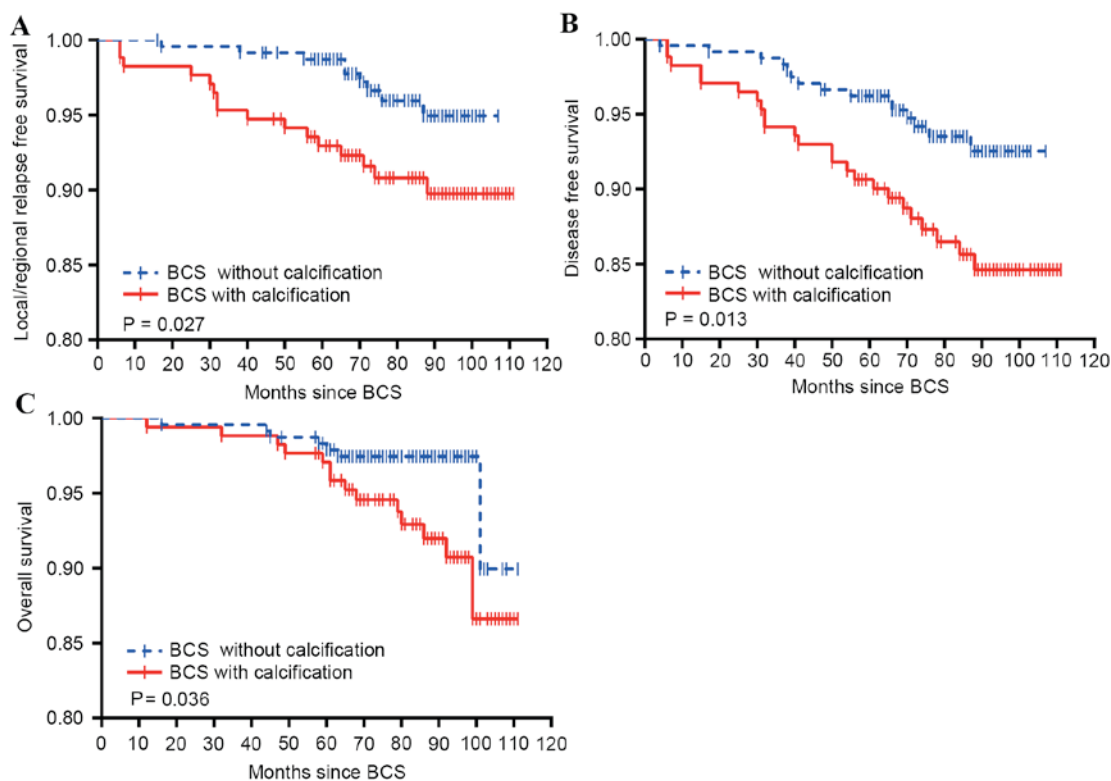 A
1.00
0.95
0.90
0.85
0.80
Local/regional relapse free survival
BCS without calcification
BCS with calcification
P = 0.027
0 10 20 30 40 50 60 70 80 90 100 110 120
Months since BCS
B
1.00
0.95
0.90
0.85
0.80
Disease free survival
BCS without calcification
BCS with calcification
P = 0.013
0 10 20 30 40 50 60 70 80 90 100 110 120
Months since BCS
C
1.00
0.95
0.90
0.85
0.80
Overall survival
BCS without calcification
BCS with calcification
P = 0.036
0 10 20 30 40 50 60 70 80 90 100 110 120
Months since BCS